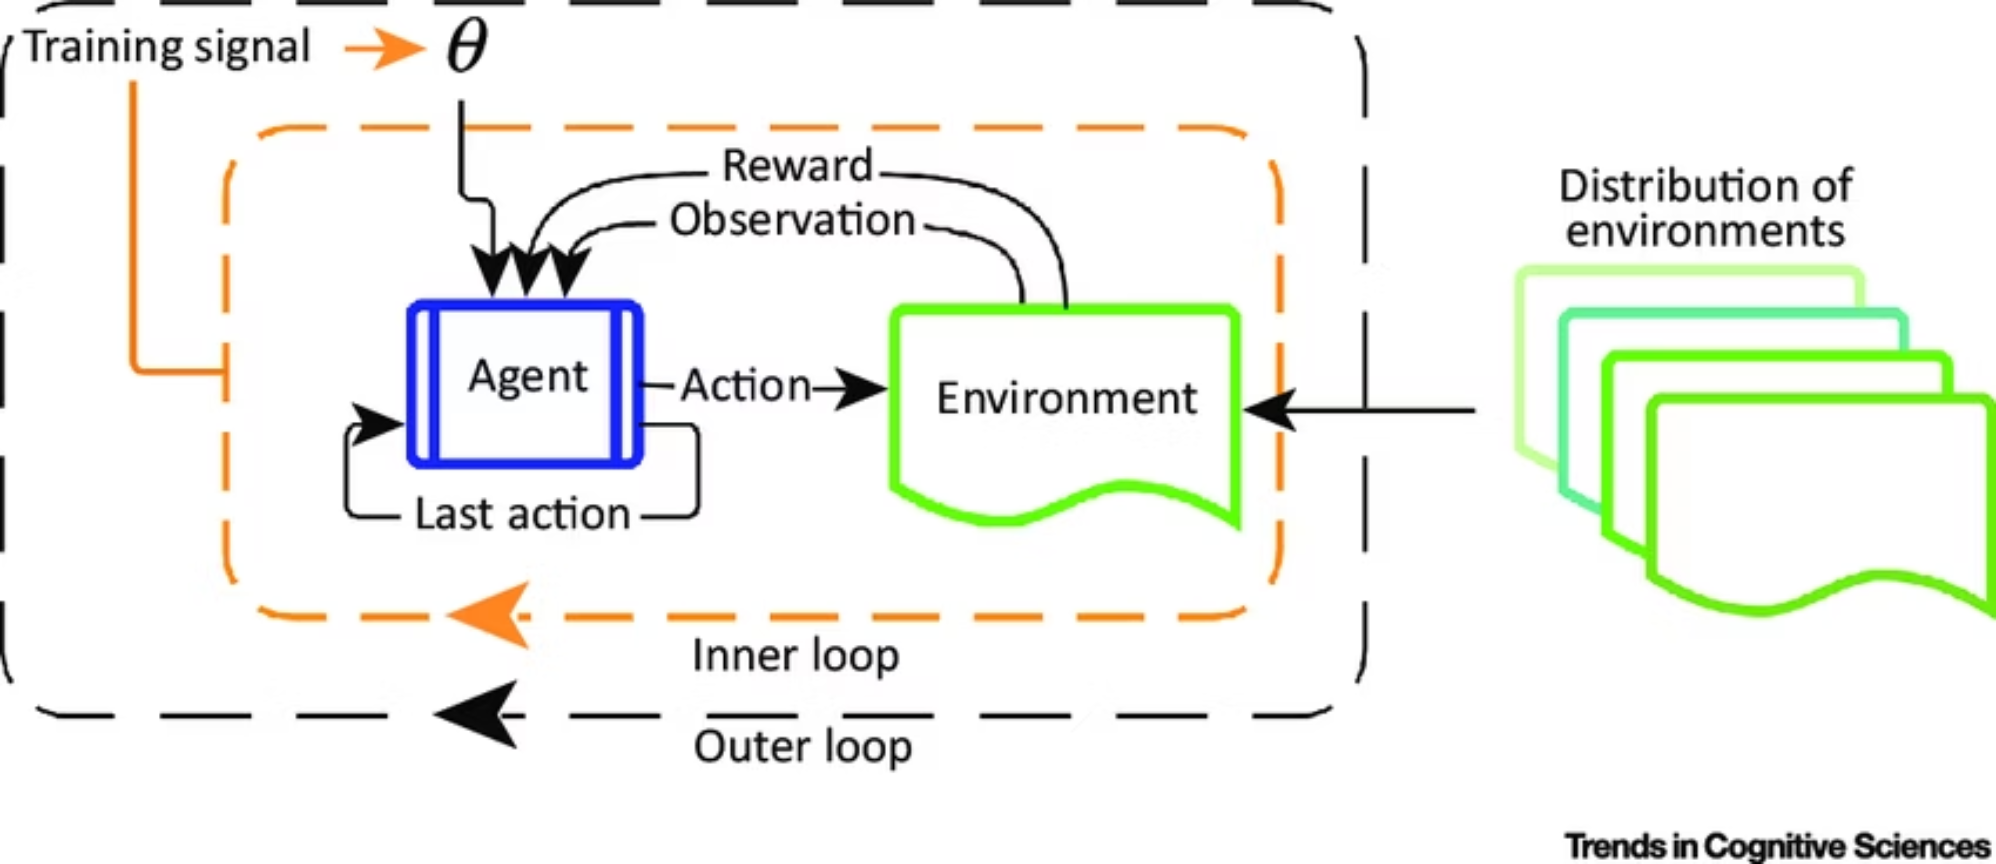 Training signal
θ
Reward
Observation
Distribution of
environments
Agent
Action
Environment
Last action
Inner loop
Outer loop
Trends in Cognitive Sciences